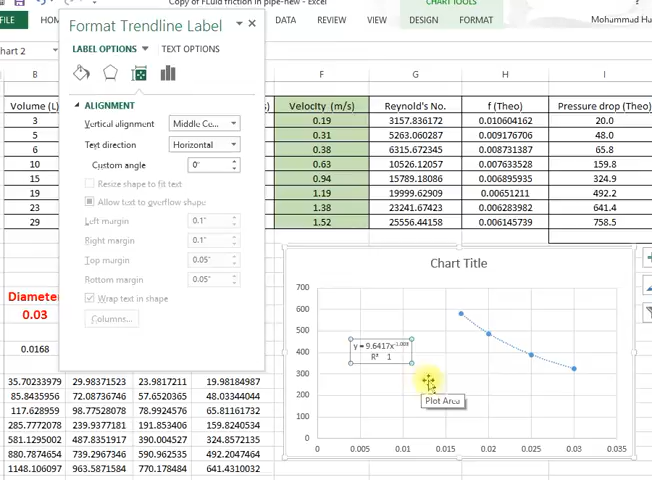 Copy of FLuid friction in pipe-new - Excel
CHART TOOLS
FILE
DATA REVIEW VIEW DESIGN FORMAT
Format Trendline Label
LABEL OPTIONS TEXT OPTIONS
hart 2
ALIGNMENT
Vertical alignment Middle Ce...
Text direction Horizontal
Custom angle 0°
Resize shape to fit text
Allow text to overflow shape
Left margin 0.1"
Right margin 0.1"
Top margin 0.05"
Bottom margin 0.05"
Wrap text in shape
Columns...
B F G H I
Volume (L) Velocity (m/s) Reynold's No. f (Theo) Pressure drop (Theo)
3 0.19 3157.836172 0.010604162 20.0
5 0.31 5263.060287 0.009176706 48.0
6 0.38 6315.672345 0.008731387 65.8
10 0.63 10526.12057 0.007633528 159.8
15 0.94 15789.18086 0.006895935 324.9
19 1.19 19999.62909 0.00651211 492.2
23 1.38 23241.67423 0.006283982 641.4
29 1.52 25556.44158 0.006145739 758.5
Diameter
0.03
0.0168
35.70233979 29.98371523 23.9817211 19.98184987
85.8435956 72.08736746 57.6520365 48.03344044
117.628959 98.77528078 78.9924576 65.81161732
285.7772078 239.9377181 191.853406 159.8240534
581.1295002 487.8351917 390.004527 324.8572135
880.7874654 739.2967346 590.962535 492.2047464
1148.106097 963.5871584 770.178484 641.4310032
Chart Title
700
600
500
400
300
200
100
0
0 0.005 0.01 0.015 0.02 0.025 0.03 0.035
R² 1
Plot Area